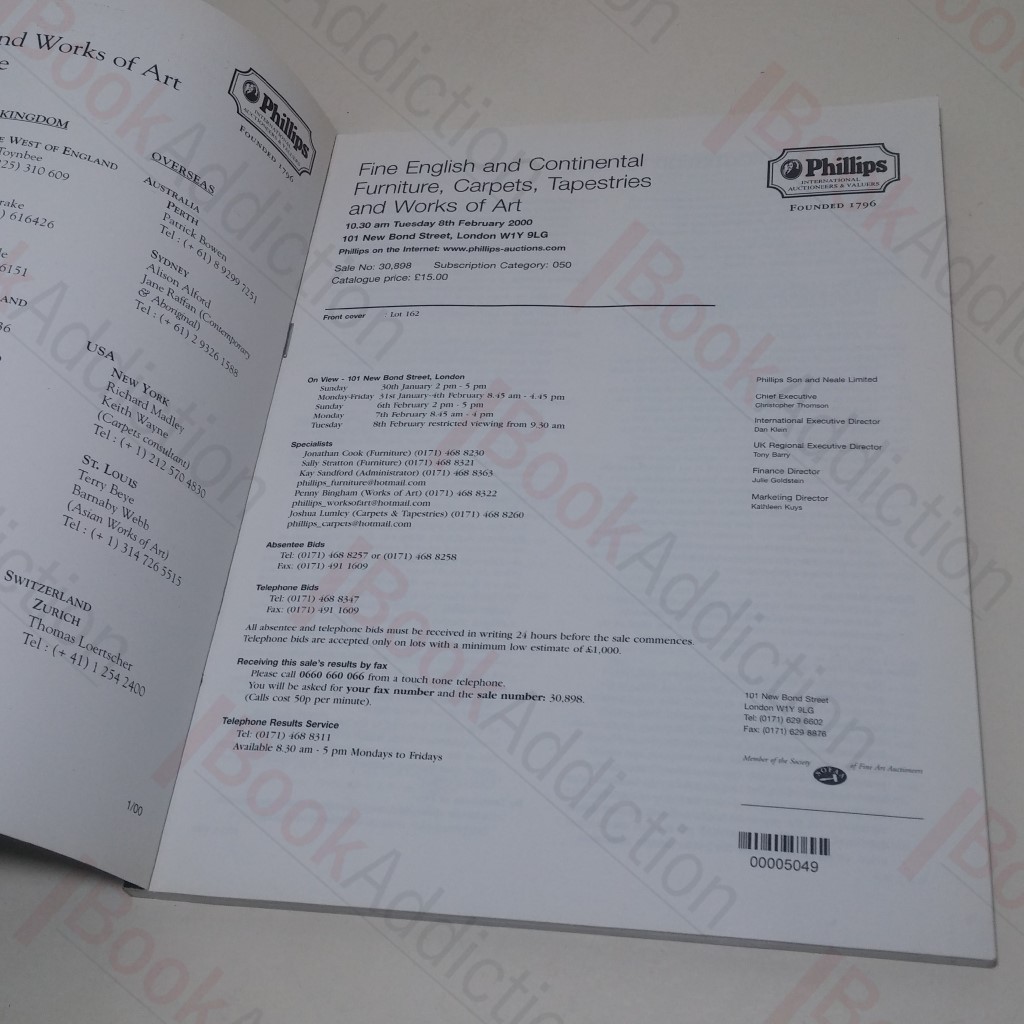 nd Works of Art
e
KINGDOM
E WEST OF ENGLAND
Toynbee
25) 310 609
rake
) 616426
le
6151
AND
36
OVERSEAS
AUSTRALIA
PERTH
Patrick Bowen
Tel : (+ 61) 8 9299 7251
SYDNEY
Alison Alford
Jane Raffan (Contemporary
& Aboriginal)
Tel : (+ 61) 2 9326 1588
USA
NEW YORK
Richard Madley
Keith Wayne
(Carpets consultant)
Tel : (+ 1) 212 570 4830
ST. LOUIS
Terry Beye
Barnaby Webb
(Asian Works of Art)
Tel : (+ 1) 314 726 5515
SWITZERLAND
ZURICH
Thomas Loertscher
Tel : (+ 41) 1 254 2400
1/00
Phillips
INTERNATIONAL
AUCTIONEERS & VALUERS
FOUNDED 1796
Fine English and Continental
Furniture, Carpets, Tapestries
and Works of Art
10.30 am Tuesday 8th February 2000
101 New Bond Street, London W1Y 9LG
Phillips on the Internet: www.phillips-auctions.com
Sale No: 30,898 Subscription Category: 050
Catalogue price: £15.00
Phillips
INTERNATIONAL
AUCTIONEERS & VALUERS
FOUNDED 1796
Front cover : Lot 162
On View - 101 New Bond Street, London
Sunday 30th January 2 pm - 5 pm
Monday-Friday 31st January-4th February 8.45 am - 4.45 pm
Sunday 6th February 2 pm - 5 pm
Monday 7th February 8.45 am - 4 pm
Tuesday 8th February restricted viewing from 9.30 am
Specialists
Jonathan Cook (Furniture) (0171) 468 8230
Sally Stratton (Furniture) (0171) 468 8321
Kay Sandford (Administrator) (0171) 468 8363
phillips_furniture@hotmail.com
Penny Bingham (Works of Art) (0171) 468 8322
phillips_worksofart@hotmail.com
Joshua Lumley (Carpets & Tapestries) (0171) 468 8260
phillips_carpets@hotmail.com
Absentee Bids
Tel: (0171) 468 8257 or (0171) 468 8258
Fax: (0171) 491 1609
Telephone Bids
Tel: (0171) 468 8347
Fax: (0171) 491 1609
All absentee and telephone bids must be received in writing 24 hours before the sale commences.
Telephone bids are accepted only on lots with a minimum low estimate of £1,000.
Receiving this sale's results by fax
Please call 0660 660 066 from a touch tone telephone.
You will be asked for your fax number and the sale number: 30,898.
(Calls cost 50p per minute).
Telephone Results Service
Tel: (0171) 468 8311
Available 8.30 am - 5 pm Mondays to Fridays
Phillips Son and Neale Limited
Chief Executive
Christopher Thomson
International Executive Director
Dan Klein
UK Regional Executive Director
Tony Barry
Finance Director
Julie Goldstein
Marketing Director
Kathleen Kuys
101 New Bond Street
London W1Y 9LG
Tel: (0171) 629 6602
Fax: (0171) 629 8876
Member of the Society of Fine Art Auctioneers
SOFAA
00005049
BookAddiction